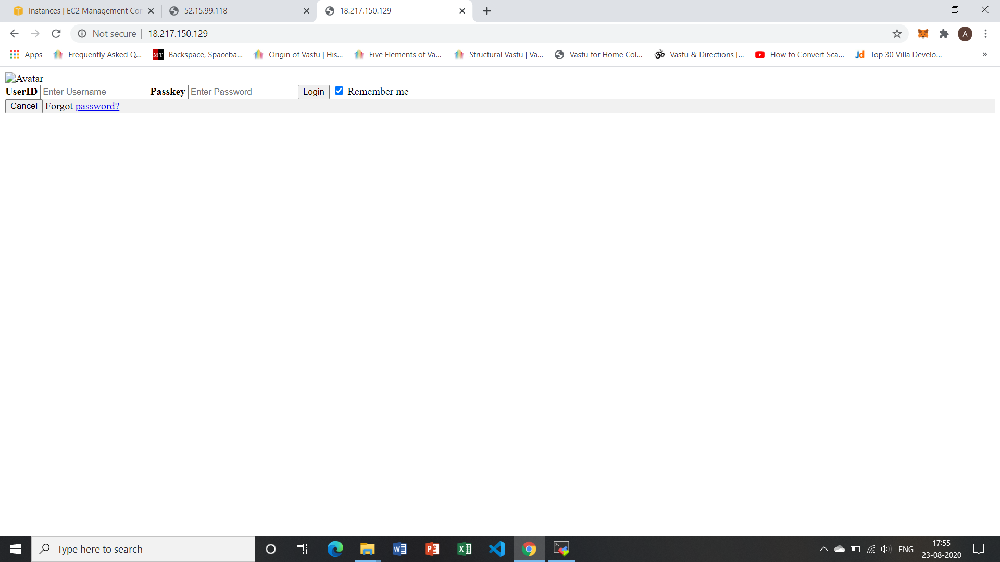 Instances | EC2 Management Con
52.15.99.118
18.217.150.129
Not secure | 18.217.150.129
Apps Frequently Asked Q... Backspace, Spaceba... Origin of Vastu | His... Five Elements of Va... Structural Vastu | Va... Vastu for Home Col... Vastu & Directions [... How to Convert Sca... Top 30 Villa Develo... »
Avatar
UserID Enter Username Passkey Enter Password Login Remember me
Cancel Forgot password?
Type here to search
ENG
17:55
23-08-2020